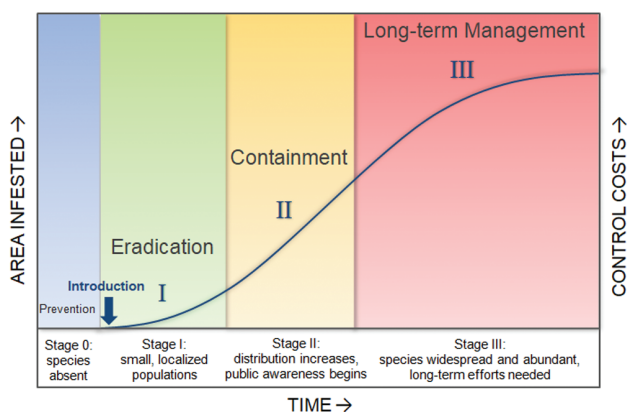 Long-term Management
III
Containment
II
Eradication
I
Introduction
Prevention
AREA INFESTED →
CONTROL COSTS →
Stage 0:
species
absent
Stage I:
small, localized
populations
Stage II:
distribution increases,
public awareness begins
Stage III:
species widespread and abundant,
long-term efforts needed
TIME →